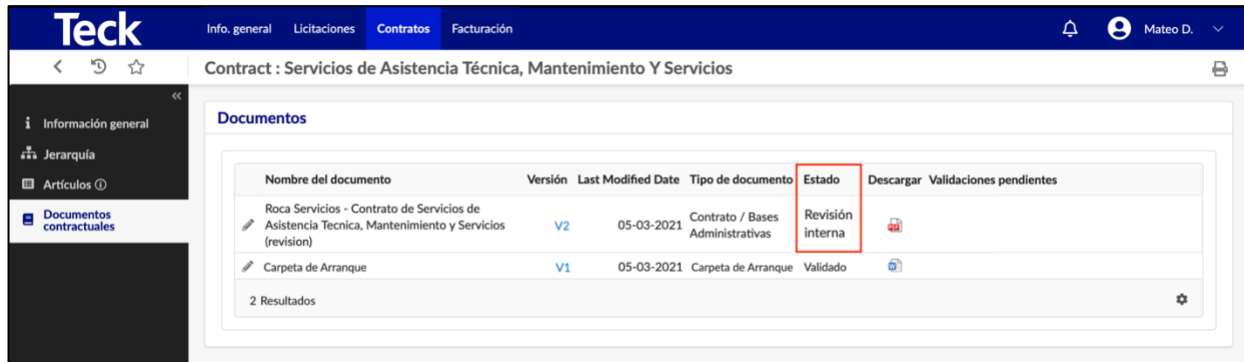 Teck
Info. general Licitaciones Contratos Facturación Mateo D.
Contract : Servicios de Asistencia Técnica, Mantenimiento Y Servicios
Información general
Jerarquía
Artículos
Documentos
contractuales
Documentos
Nombre del documento Versión Last Modified Date Tipo de documento Estado Descargar Validaciones pendientes
Roca Servicios - Contrato de Servicios de
Asistencia Tecnica, Mantenimiento y Servicios
(revision)
V2 05-03-2021
Contrato / Bases
Administrativas
Revisión
interna
Carpeta de Arranque V1 05-03-2021 Carpeta de Arranque Validado
2 Resultados